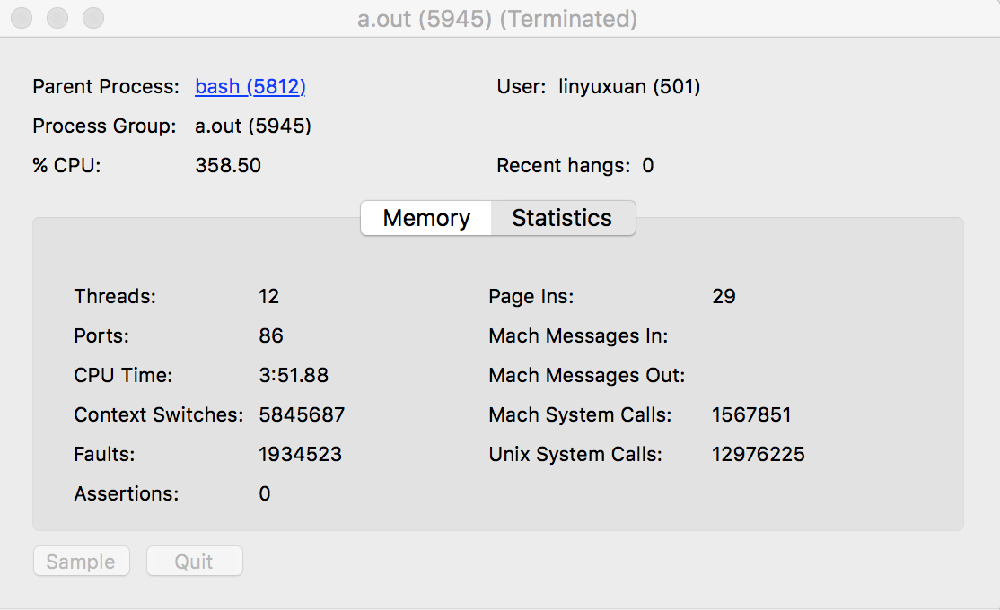 a.out (5945) (Terminated)
Parent Process: bash (5812) User: linyuxuan (501)
Process Group: a.out (5945)
% CPU: 358.50 Recent hangs: 0
Memory Statistics
Threads: 12 Page Ins: 29
Ports: 86 Mach Messages In:
CPU Time: 3:51.88 Mach Messages Out:
Context Switches: 5845687 Mach System Calls: 1567851
Faults: 1934523 Unix System Calls: 12976225
Assertions: 0
Sample Quit